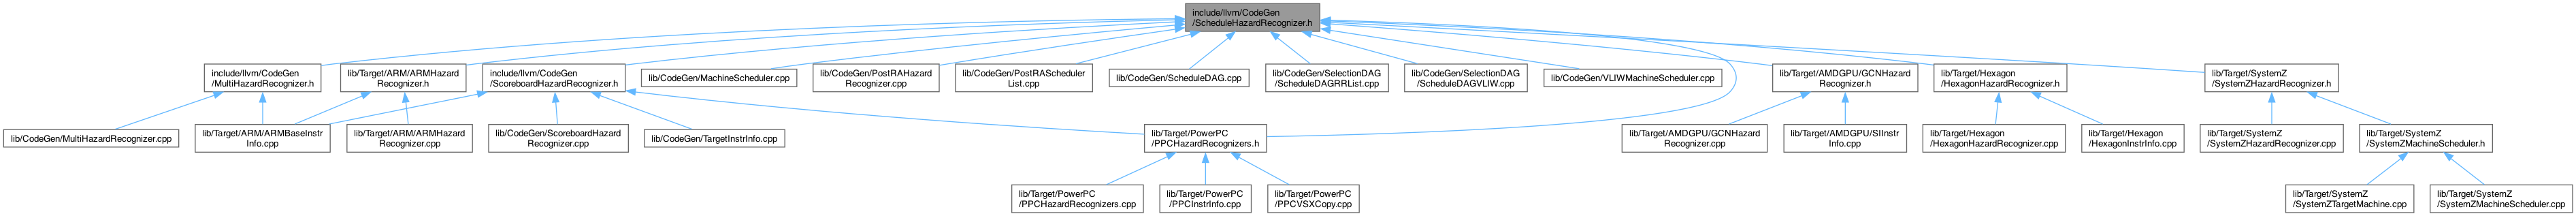 include/llvm/CodeGen
/ScheduleHazardRecognizer.h
include/llvm/CodeGen
/MultiHazardRecognizer.h
lib/Target/ARM/ARMHazard
Recognizer.h
include/llvm/CodeGen
/ScoreboardHazardRecognizer.h
lib/CodeGen/MachineScheduler.cpp
lib/CodeGen/PostRAHazard
Recognizer.cpp
lib/CodeGen/PostRAScheduler
List.cpp
lib/CodeGen/ScheduleDAG.cpp
lib/CodeGen/SelectionDAG
/ScheduleDAGRRList.cpp
lib/CodeGen/SelectionDAG
/ScheduleDAGVLIW.cpp
lib/CodeGen/VLIWMachineScheduler.cpp
lib/Target/AMDGPU/GCNHazard
Recognizer.h
lib/Target/Hexagon
/HexagonHazardRecognizer.h
lib/Target/SystemZ
/SystemZHazardRecognizer.h
lib/CodeGen/MultiHazardRecognizer.cpp
lib/Target/ARM/ARMBaseInstr
Info.cpp
lib/Target/ARM/ARMHazard
Recognizer.cpp
lib/CodeGen/ScoreboardHazard
Recognizer.cpp
lib/CodeGen/TargetInstrInfo.cpp
lib/Target/PowerPC
/PPCHazardRecognizers.h
lib/Target/AMDGPU/GCNHazard
Recognizer.cpp
lib/Target/AMDGPU/SIInstr
Info.cpp
lib/Target/Hexagon
/HexagonHazardRecognizer.cpp
lib/Target/Hexagon
/HexagonInstrInfo.cpp
lib/Target/SystemZ
/SystemZHazardRecognizer.cpp
lib/Target/SystemZ
/SystemZMachineScheduler.h
lib/Target/PowerPC
/PPCHazardRecognizers.cpp
lib/Target/PowerPC
/PPCInstrInfo.cpp
lib/Target/PowerPC
/PPCVSXCopy.cpp
lib/Target/SystemZ
/SystemZTargetMachine.cpp
lib/Target/SystemZ
/SystemZMachineScheduler.cpp